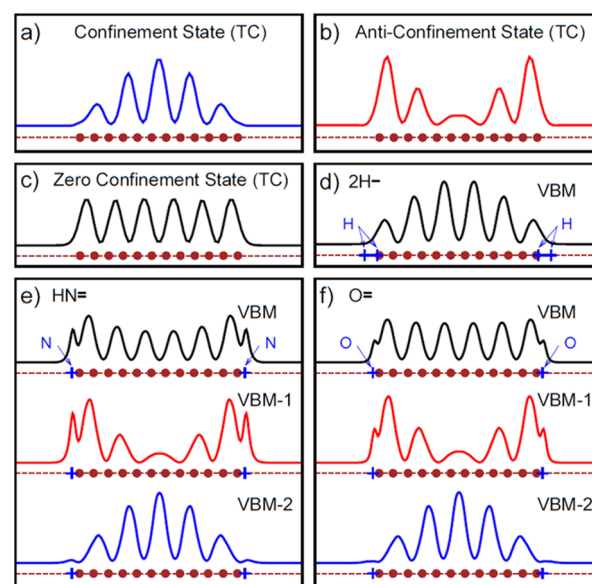 a) Confinement State (TC)
b) Anti-Confinement State (TC)
c) Zero Confinement State (TC)
d) 2H– VBM
H H
e) HN=
VBM
N N
VBM-1
VBM-2
f) O=
VBM
O O
VBM-1
VBM-2